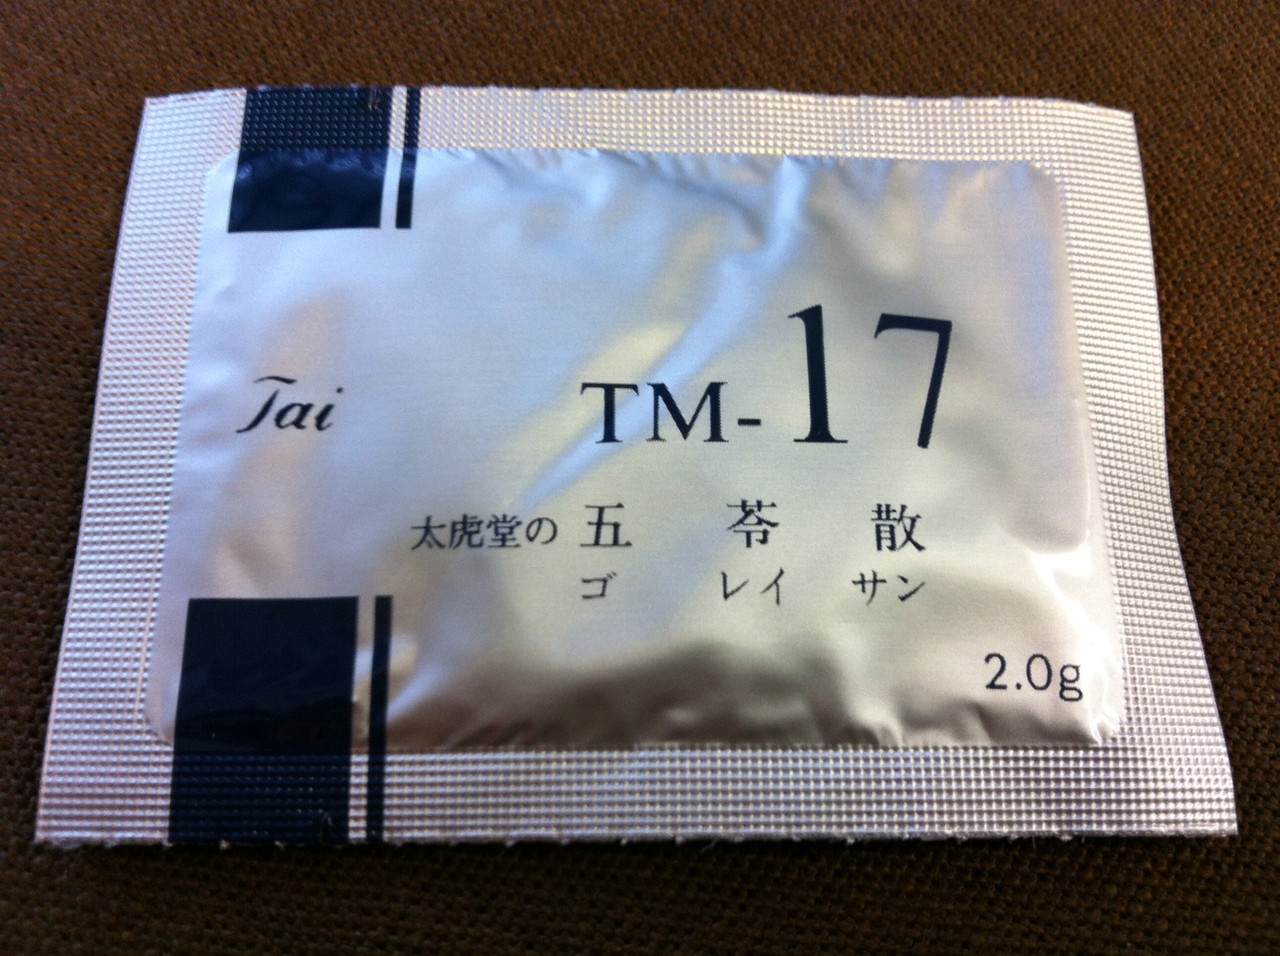 Tai
TM-17
太虎堂の 五 苓 散
ゴ レイ サン
2.0g